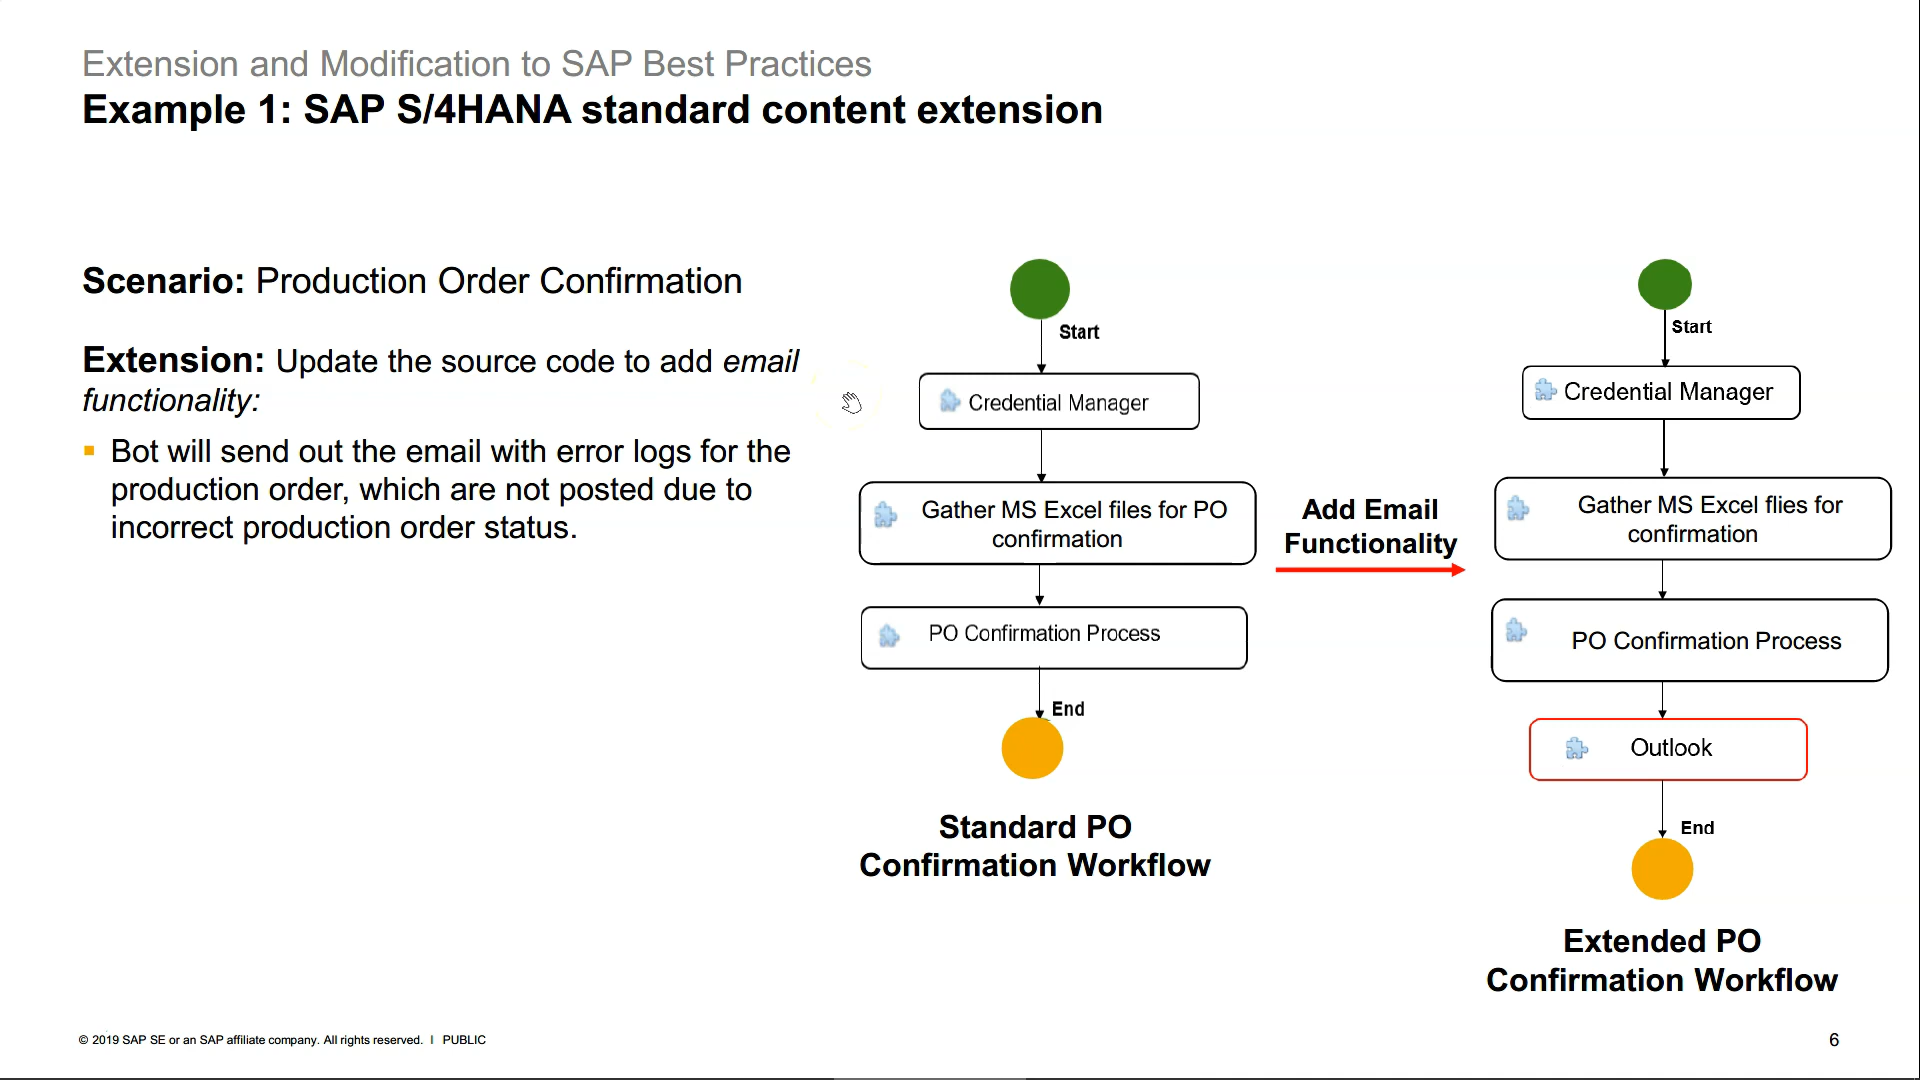 Extension and Modification to SAP Best Practices
Example 1: SAP S/4HANA standard content extension
Scenario: Production Order Confirmation
Extension: Update the source code to add email
functionality:
Bot will send out the email with error logs for the
production order, which are not posted due to
incorrect production order status.
Start
Credential Manager
Gather MS Excel files for PO
confirmation
PO Confirmation Process
End
Standard PO
Confirmation Workflow
Add Email
Functionality
Start
Credential Manager
Gather MS Excel flies for
confirmation
PO Confirmation Process
Outlook
End
Extended PO
Confirmation Workflow
© 2019 SAP SE or an SAP affiliate company. All rights reserved. I PUBLIC
6